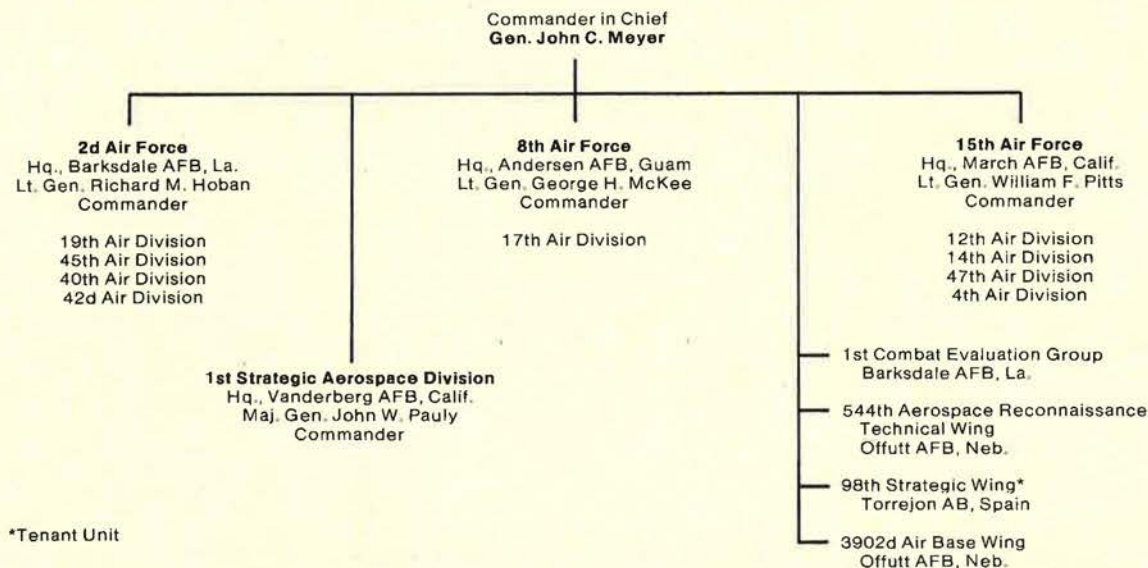 Commander in Chief
Gen. John C. Meyer
2d Air Force
Hq., Barksdale AFB, La.
Lt. Gen. Richard M. Hoban
Commander
19th Air Division
45th Air Division
40th Air Division
42d Air Division
8th Air Force
Hq., Andersen AFB, Guam
Lt. Gen. George H. McKee
Commander
17th Air Division
15th Air Force
Hq., March AFB, Calif.
Lt. Gen. William F. Pitts
Commander
12th Air Division
14th Air Division
47th Air Division
4th Air Division
1st Strategic Aerospace Division
Hq., Vanderberg AFB, Calif.
Maj. Gen. John W. Pauly
Commander
1st Combat Evaluation Group
Barksdale AFB, La.
544th Aerospace Reconnaissance
Technical Wing
Offutt AFB, Neb.
98th Strategic Wing*
Torrejon AB, Spain
3902d Air Base Wing
Offutt AFB, Neb.
*Tenant Unit